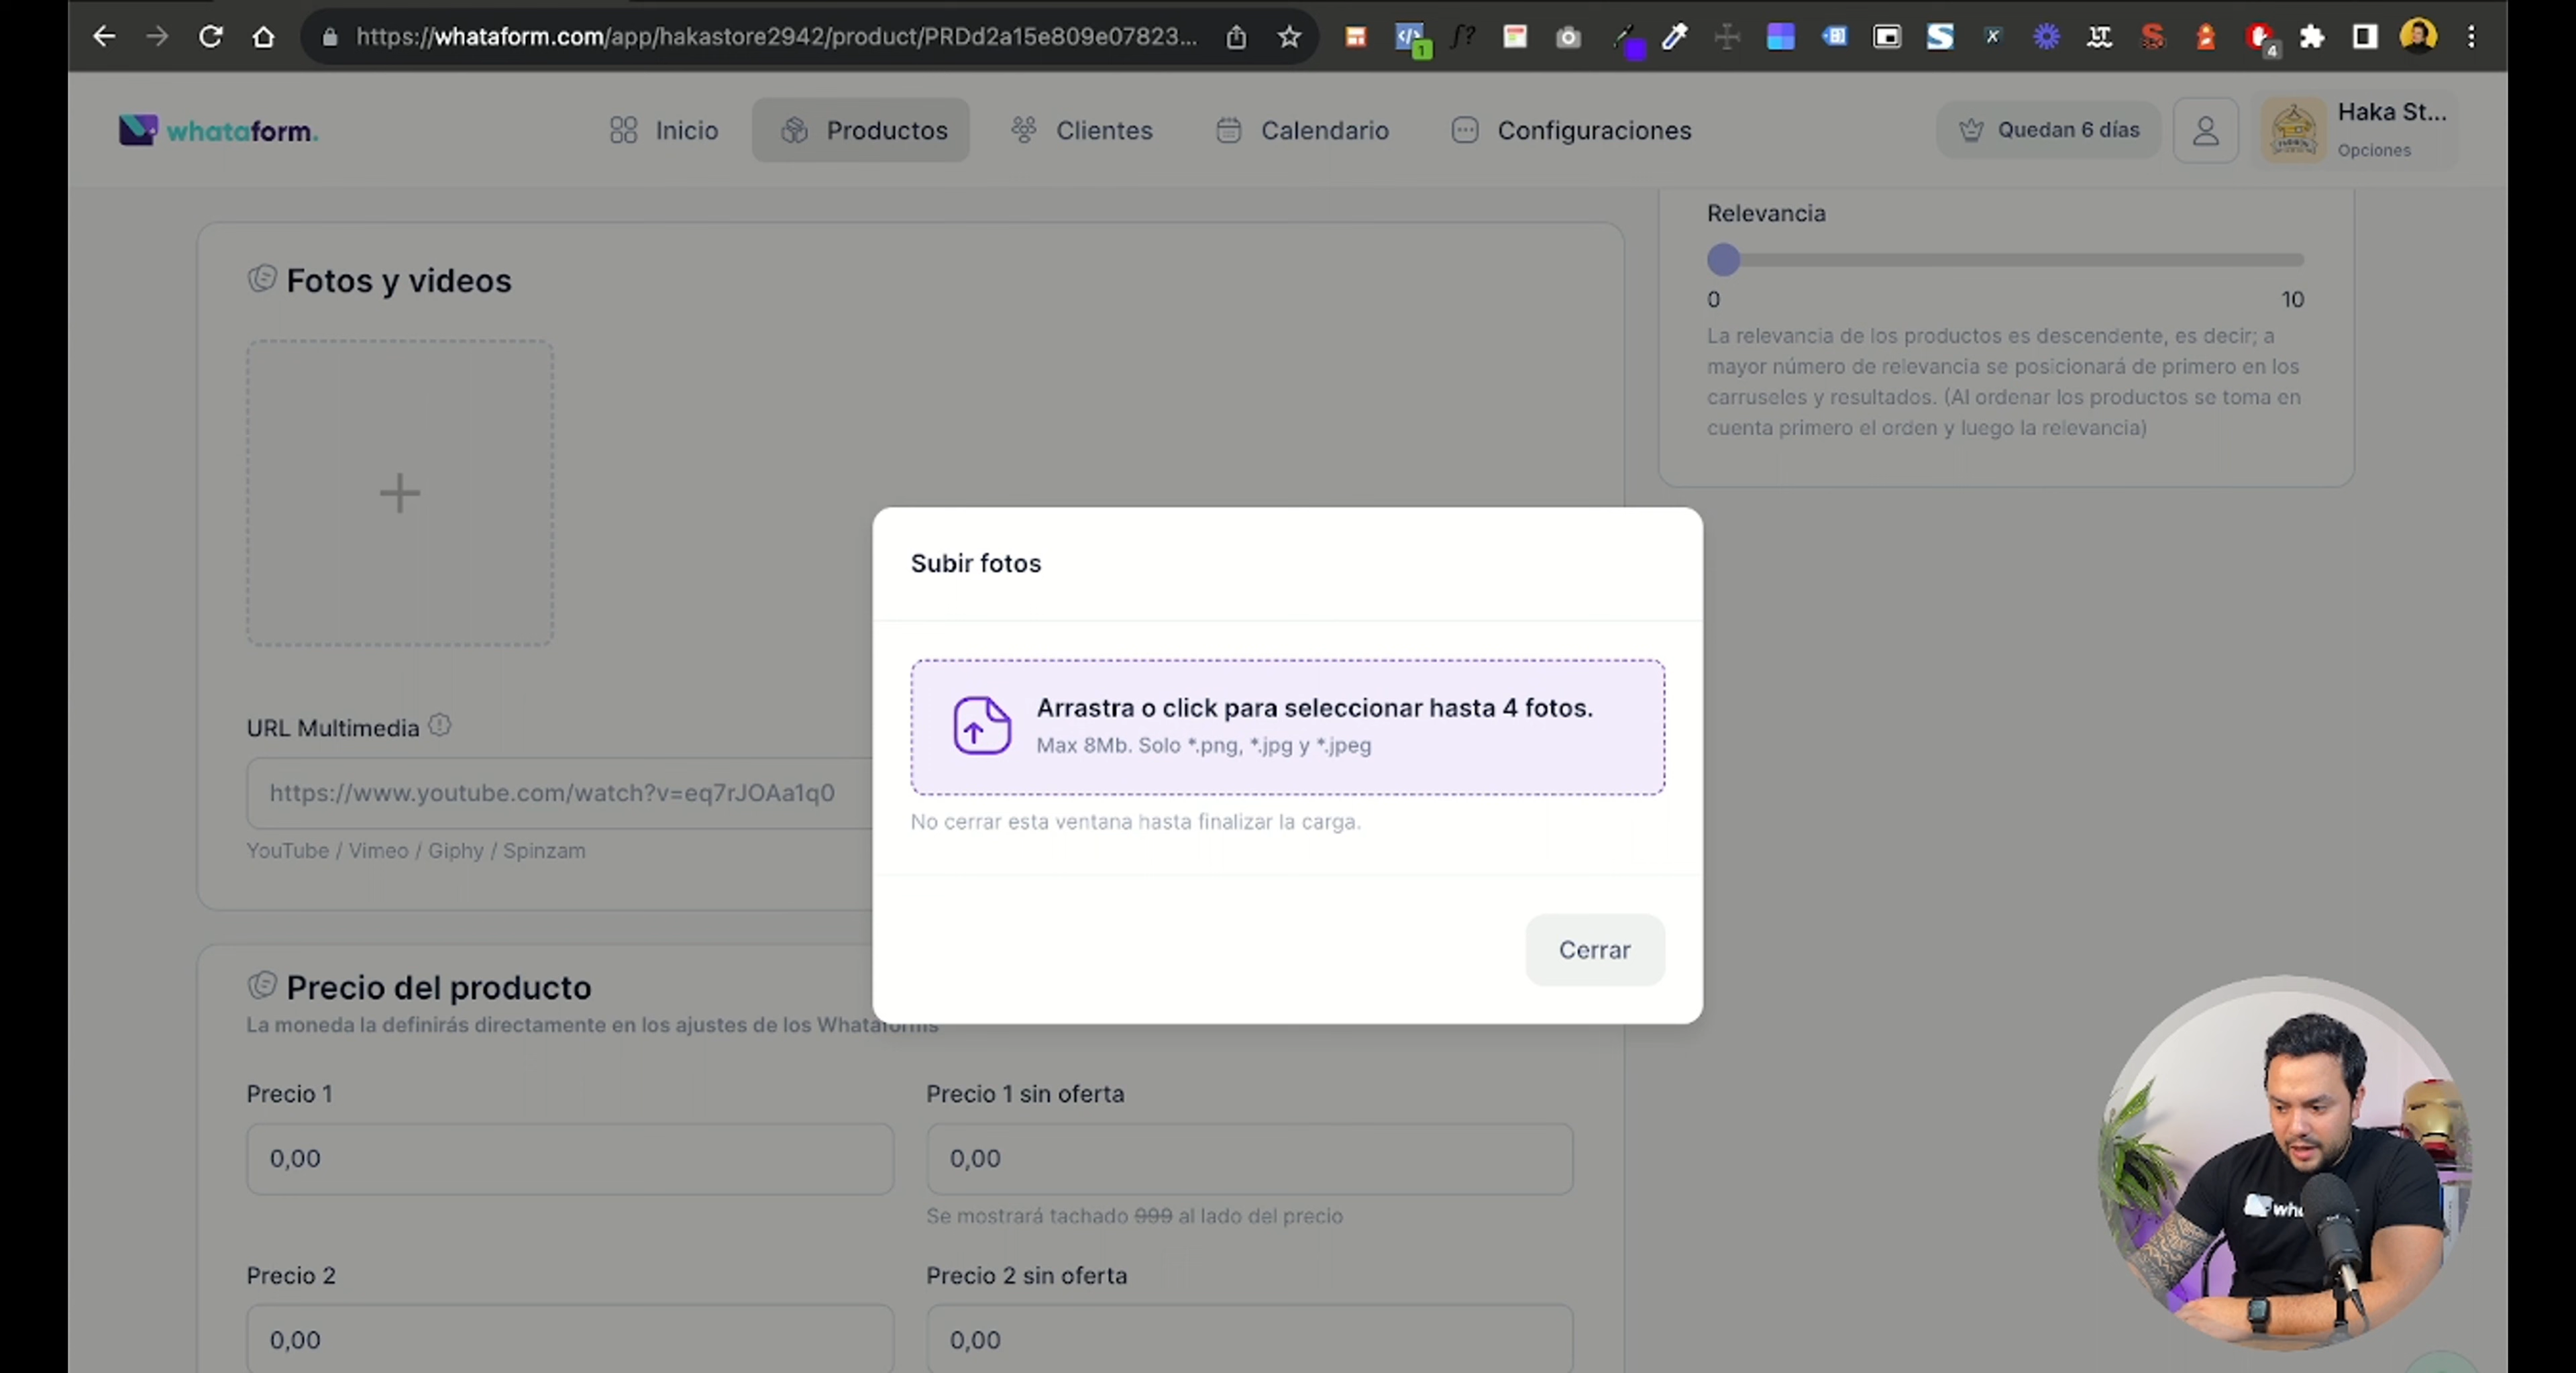 https://whataform.com/app/hakastore2942/product/PRDd2a15e809e07823...
1
4
whataform.
Inicio
Productos
Clientes
Calendario
Configuraciones
Quedan 6 días
Haka St...
Opciones
Relevancia
0
10
La relevancia de los productos es descendente, es decir; a
mayor número de relevancia se posicionará de primero en los
carruseles y resultados. (Al ordenar los productos se toma en
cuenta primero el orden y luego la relevancia)
Fotos y videos
URL Multimedia
https://www.youtube.com/watch?v=eq7rJOAa1q0
YouTube / Vimeo / Giphy / Spinzam
Subir fotos
Arrastra o click para seleccionar hasta 4 fotos.
Max 8Mb. Solo *.png, *.jpg y *.jpeg
No cerrar esta ventana hasta finalizar la carga.
Cerrar
Precio del producto
La moneda la definirás directamente en los ajustes de los Whataforms
Precio 1
0,00
Precio 1 sin oferta
0,00
Se mostrará tachado 999 al lado del precio
Precio 2
0,00
Precio 2 sin oferta
0,00